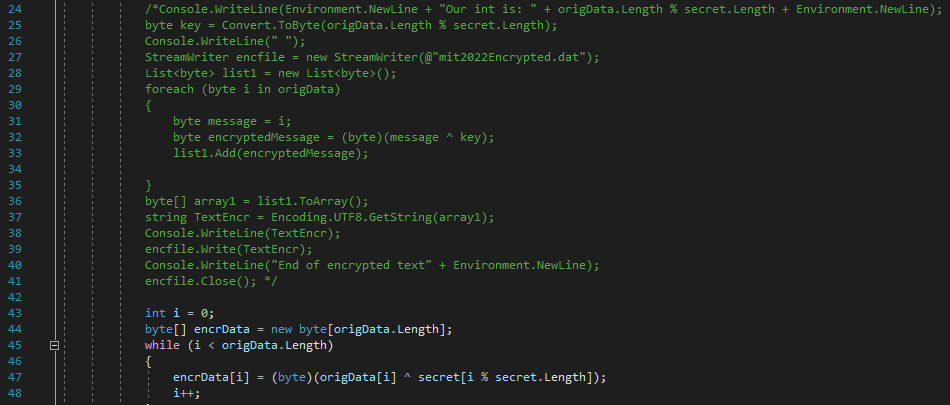 24 /*Console.WriteLine(Environment.NewLine + "Our int is: " + origData.Length % secret.Length + Environment.NewLine);
25 byte key = Convert.ToByte(origData.Length % secret.Length);
26 Console.WriteLine(" ");
27 StreamWriter encfile = new StreamWriter(@"mit2022Encrypted.dat");
28 List<byte> list1 = new List<byte>();
29 foreach (byte i in origData)
30 {
31 byte message = i;
32 byte encryptedMessage = (byte)(message ^ key);
33 list1.Add(encryptedMessage);
34
35 }
36 byte[] array1 = list1.ToArray();
37 string TextEncr = Encoding.UTF8.GetString(array1);
38 Console.WriteLine(TextEncr);
39 encfile.Write(TextEncr);
40 Console.WriteLine("End of encrypted text" + Environment.NewLine);
41 encfile.Close(); */
42
43 int i = 0;
44 byte[] encrData = new byte[origData.Length];
45 while (i < origData.Length)
46 {
47 encrData[i] = (byte)(origData[i] ^ secret[i % secret.Length]);
48 i++;